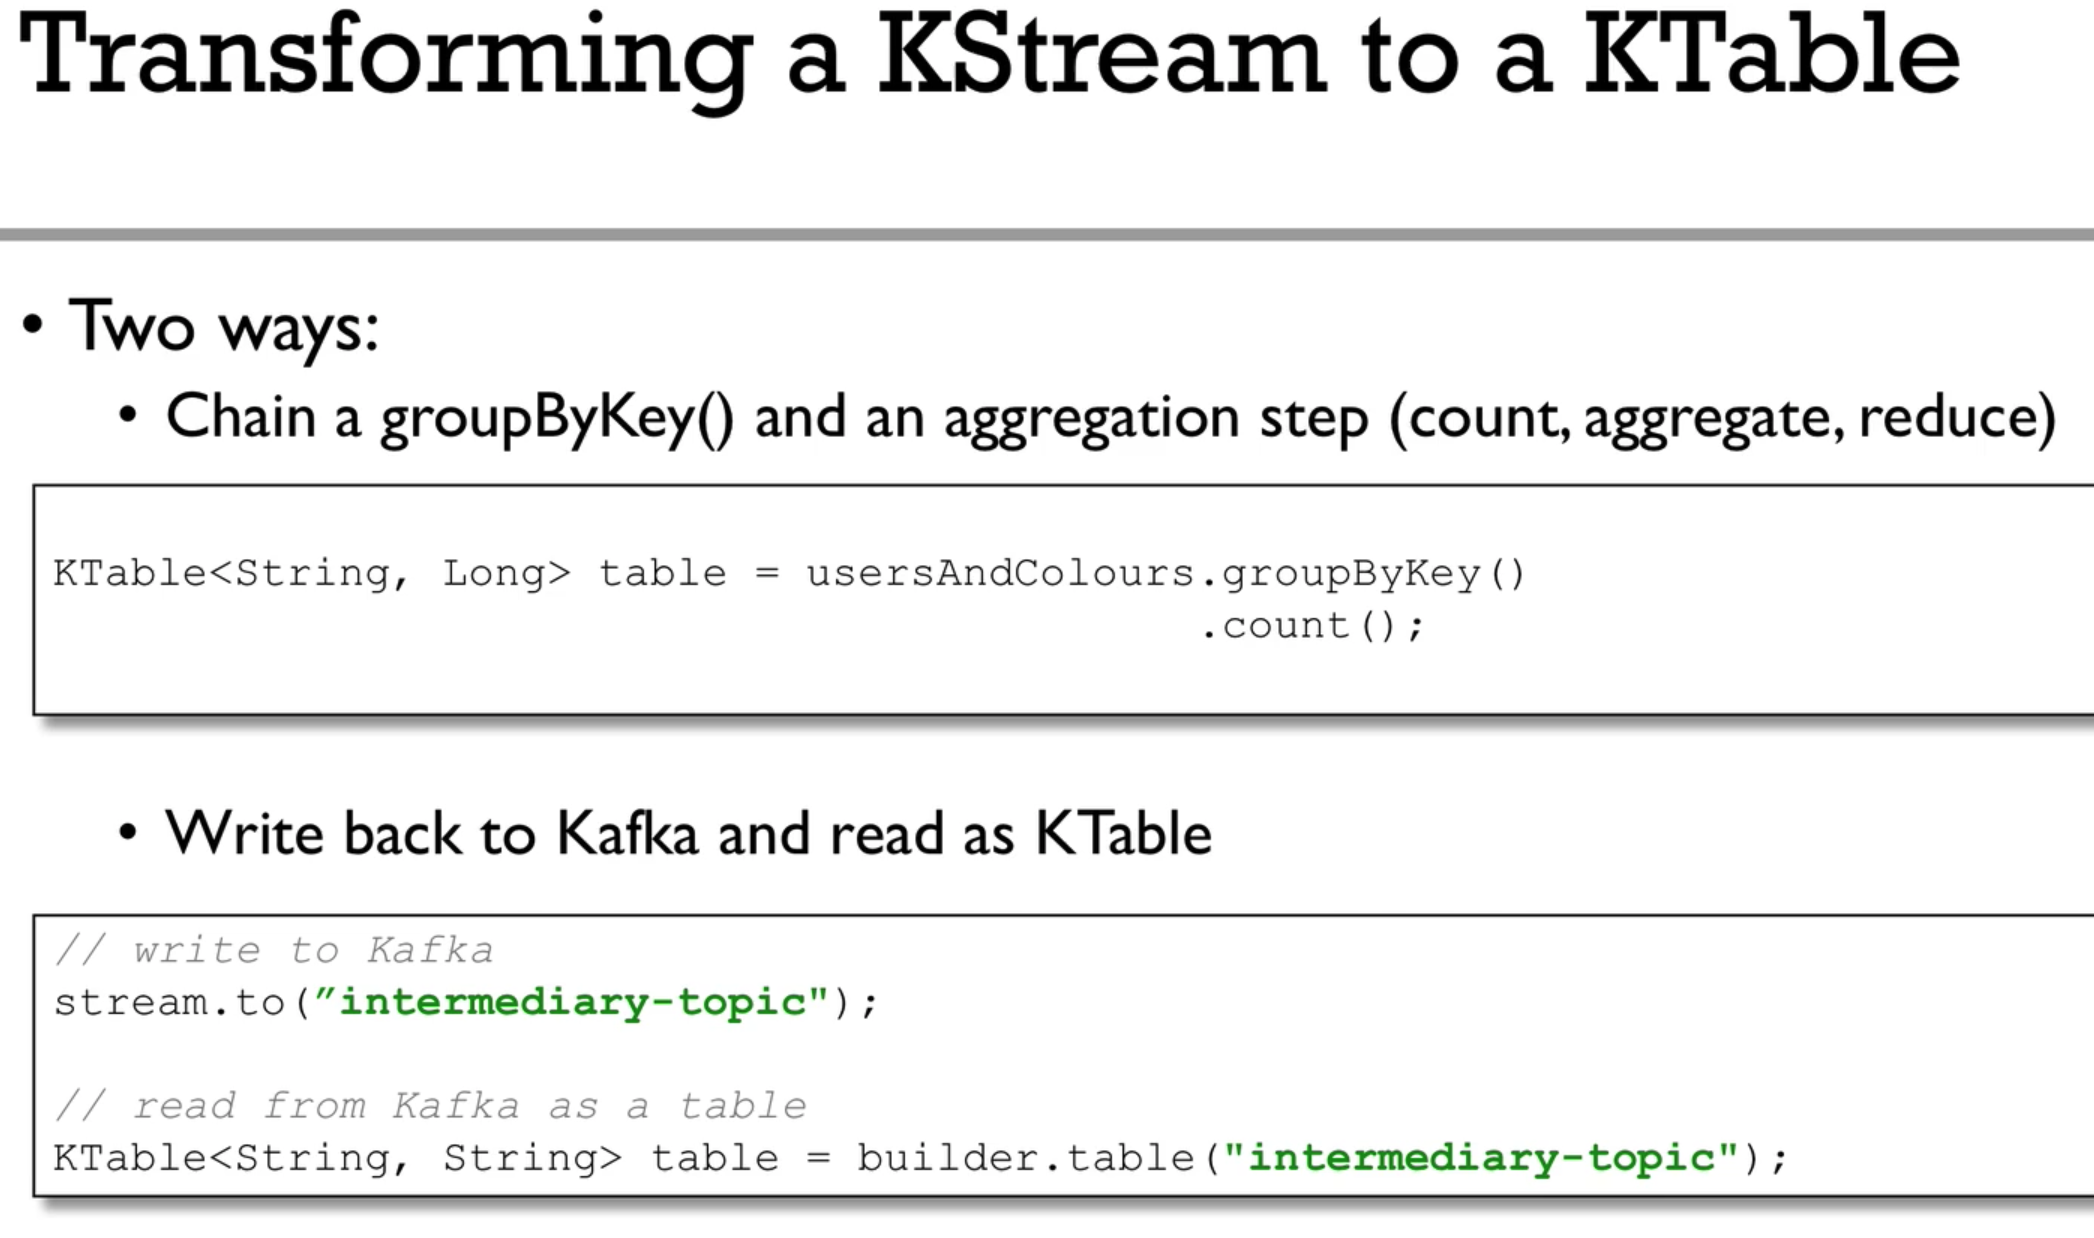 Transforming a KStream to a KTable
• Two ways:
• Chain a groupByKey() and an aggregation step (count, aggregate, reduce)
KTable<String, Long> table = usersAndColours.groupByKey()
.count();
• Write back to Kafka and read as KTable
// write to Kafka
stream.to(”intermediary-topic");
// read from Kafka as a table
KTable<String, String> table = builder.table("intermediary-topic");